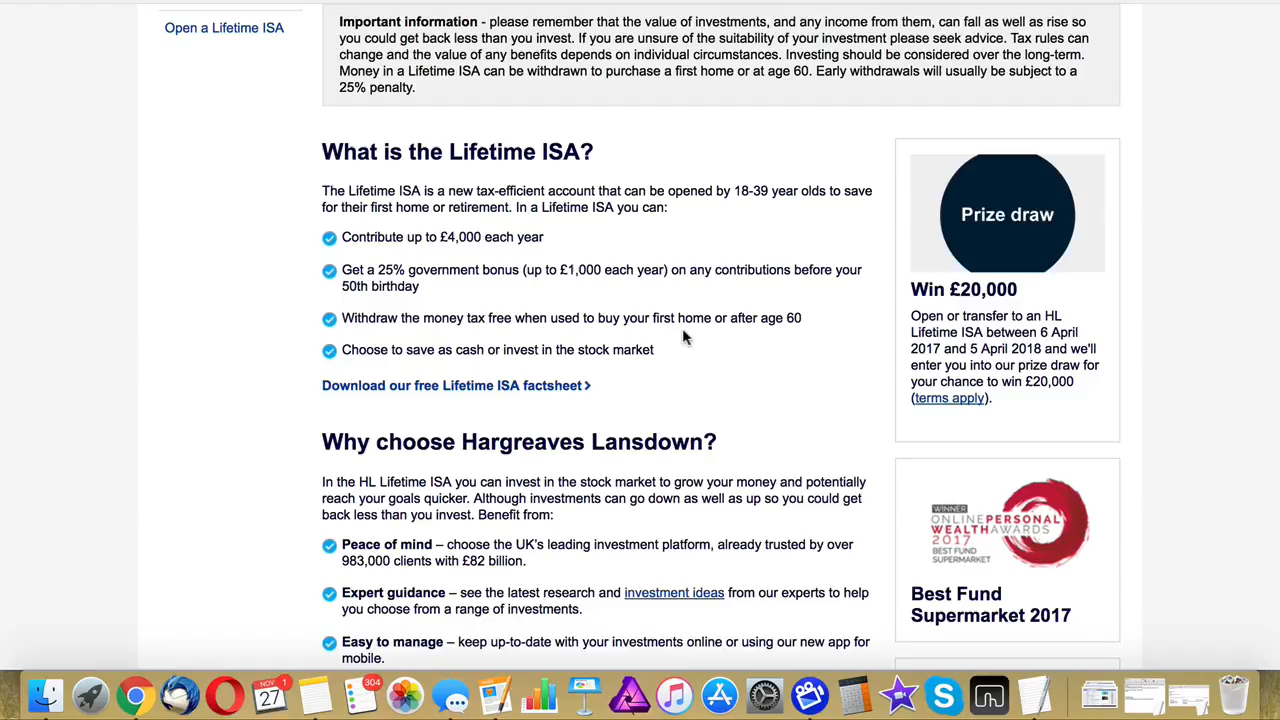 Open a Lifetime ISA
Important information - please remember that the value of investments, and any income from them, can fall as well as rise so
you could get back less than you invest. If you are unsure of the suitability of your investment please seek advice. Tax rules can
change and the value of any benefits depends on individual circumstances. Investing should be considered over the long-term.
Money in a Lifetime ISA can be withdrawn to purchase a first home or at age 60. Early withdrawals will usually be subject to a
25% penalty.
What is the Lifetime ISA?
The Lifetime ISA is a new tax-efficient account that can be opened by 18-39 year olds to save
for their first home or retirement. In a Lifetime ISA you can:
Contribute up to £4,000 each year
Get a 25% government bonus (up to £1,000 each year) on any contributions before your
50th birthday
Withdraw the money tax free when used to buy your first home or after age 60
Choose to save as cash or invest in the stock market
Download our free Lifetime ISA factsheet
Why choose Hargreaves Lansdown?
In the HL Lifetime ISA you can invest in the stock market to grow your money and potentially
reach your goals quicker. Although investments can go down as well as up so you could get
back less than you invest. Benefit from:
Peace of mind – choose the UK's leading investment platform, already trusted by over
983,000 clients with £82 billion.
Expert guidance – see the latest research and investment ideas from our experts to help
you choose from a range of investments.
Easy to manage – keep up-to-date with your investments online or using our new app for
mobile.
Prize draw
Win £20,000
Open or transfer to an HL
Lifetime ISA between 6 April
2017 and 5 April 2018 and we'll
enter you into our prize draw for
your chance to win £20,000
(terms apply).
WINNER
ONLINE PERSONAL
WEALTH AWARDS
2017
BEST FUND
SUPERMARKET
Best Fund
Supermarket 2017
NOV
1
27
304